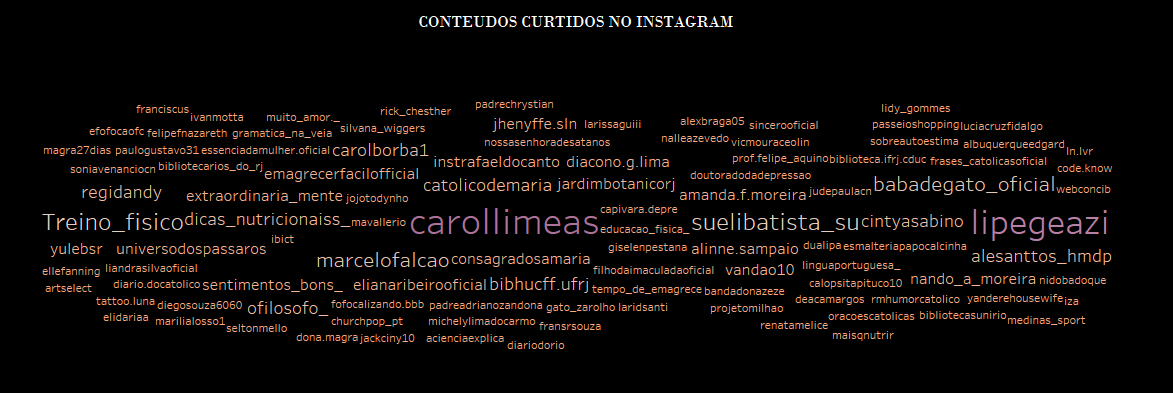 CONTEUDOS CURTIDOS NO INSTAGRAM
padrechrystian
franciscus rick_chesther lidy_gommes
ivanmotta muito_amor._ jhenyffe.sln larissaguiii alexbraga05 sincerooficial passeioshopping luciacruzfidalgo
efofocaofc felipefnazareth gramatica_na_veia silvana_wiggers nossasenhoradesatanos nalleazevedo vicmouraceolin sobreautoestima albuquerqueedgard
magra27dias paulogustavo31 essenciadamulher.oficial carolborba1 instrafaeldocanto diacono.g.lima prof.felipe_aquino biblioteca.ifrj.cduc frases_catolicasoficial ln.lvr
soniavenanciocn bibliotecarios_do_rj emagrecerfacilofficial doutoradodadepressao code.know
regidandy extraordinaria_mente jojotodynho catolicodemaria jardimbotanicorj amanda.f.moreira judepaulacn babadegato_oficial webconcib
Treino_fisico dicas_nutricionaiss_ mavallerio carollimeas capivara.depre educacao_fisica_ suelibatista_su cintyasabino lipegeazi
yulebsr universodospassaros ibict marcelofalcao consagradosamaria giselenpestana alinne.sampaio dualipa esmalteriapapocalcinha alesanttos_hmdp
ellefanning liandrasilvaoficial filhodaimaculadaoficial vandao10 linguaportuguesa_
artselect diario.docatolico sentimentos_bons_ elianaribeirooficial bibhucff.ufrj tempo_de_emagrece bandadonazeze calopsitapituco10 nando_a_moreira nidobadoque
tattoo.luna diegosouza6060 ofilosofo_ fofocalizando.bbb padreadrianozandona gato_zarolho laridsanti projetomilhao deacamargos rmhumorcatolico yanderehousewife iza
elidariaa marilialosso1 seltonmello churchpop_pt michelylimadocarmo fransrsouza renatamelice oracoescatolicas bibliotecasunirio medinas_sport
dona.magra jackciny10 acienciaexplica diariodorio maisqnutrir